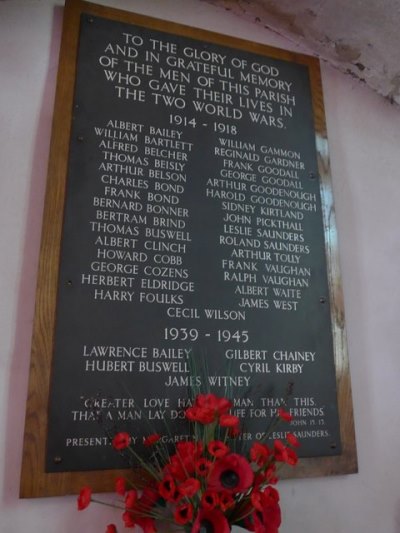 TO THE GLORY OF GOD
AND IN GRATEFUL MEMORY
OF THE MEN OF THIS PARISH
WHO GAVE THEIR LIVES IN
THE TWO WORLD WARS.
1914 - 1918
ALBERT BAILEY
WILLIAM BARTLETT
ALFRED BELCHER
THOMAS BEISLY
ARTHUR BELSON
CHARLES BOND
FRANK BOND
BERNARD BONNER
BERTRAM BRIND
THOMAS BUSWELL
ALBERT CLINCH
HOWARD COBB
GEORGE COZENS
HERBERT ELDRIDGE
HARRY FOULKS
WILLIAM GAMMON
REGINALD GARDNER
FRANK GOODALL
GEORGE GOODALL
ARTHUR GOODENOUGH
HAROLD GOODENOUGH
SIDNEY KIRTLAND
JOHN PICKTHALL
LESLIE SAUNDERS
ROLAND SAUNDERS
ARTHUR TOLLY
FRANK VAUGHAN
RALPH VAUGHAN
ALBERT WAITE
JAMES WEST
CECIL WILSON
1939 - 1945
LAWRENCE BAILEY
HUBERT BUSWELL
GILBERT CHAINEY
CYRIL KIRBY
JAMES WITNEY
"GREATER LOVE MAN THAN THIS,
THAT A MAN LAY LIFE FOR HIS FRIENDS"
JOHN 15. 13.
BY MARGARET OF LESLIE SAUNDERS.